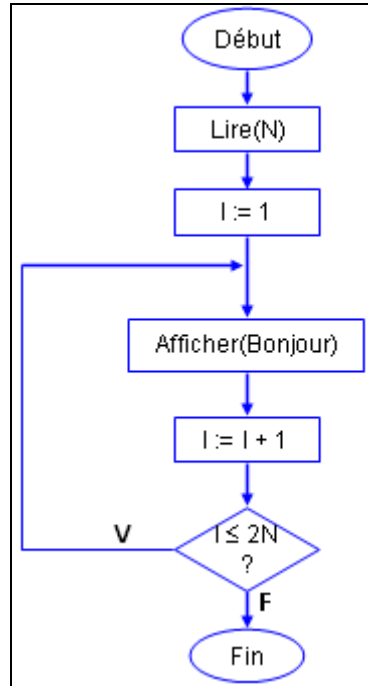 Début
Lire(N)
I := 1
Afficher(Bonjour)
I := I + 1
I ≤ 2N
?
V
F
Fin